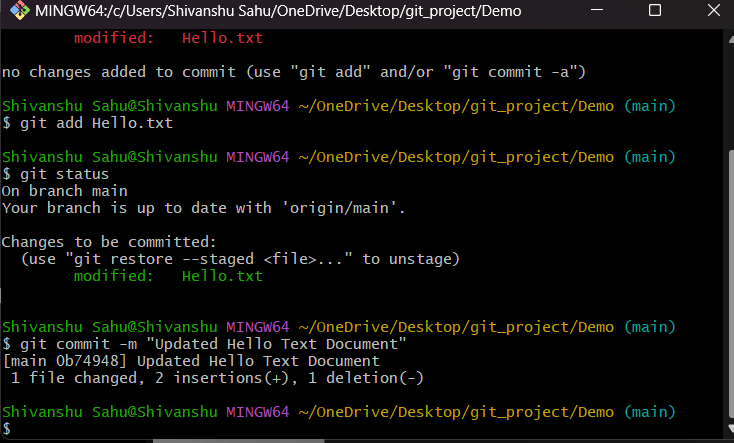 MINGW64:/c/Users/Shivanshu Sahu/OneDrive/Desktop/git_project/Demo
modified:   Hello.txt
no changes added to commit (use "git add" and/or "git commit -a")
Shivanshu Sahu@Shivanshu MINGW64 ~/OneDrive/Desktop/git_project/Demo (main)
$ git add Hello.txt
Shivanshu Sahu@Shivanshu MINGW64 ~/OneDrive/Desktop/git_project/Demo (main)
$ git status
On branch main
Your branch is up to date with 'origin/main'.
Changes to be committed:
  (use "git restore --staged <file>..." to unstage)
modified:   Hello.txt
Shivanshu Sahu@Shivanshu MINGW64 ~/OneDrive/Desktop/git_project/Demo (main)
$ git commit -m "Updated Hello Text Document"
[main 0b74948] Updated Hello Text Document
 1 file changed, 2 insertions(+), 1 deletion(-)
Shivanshu Sahu@Shivanshu MINGW64 ~/OneDrive/Desktop/git_project/Demo (main)
$